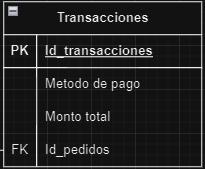 Transacciones
PK Id_transacciones
Metodo de pago
Monto total
FK Id_pedidos